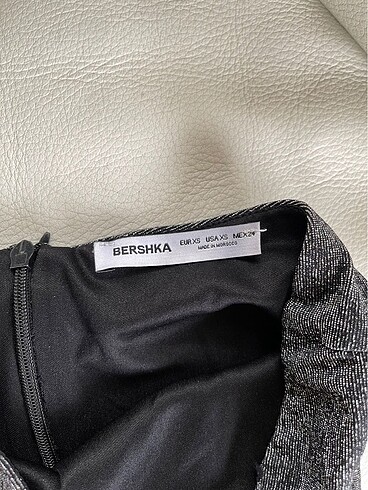 BERSHKA
EUR XS USA XS MEX 24
MADE IN MOROCCO